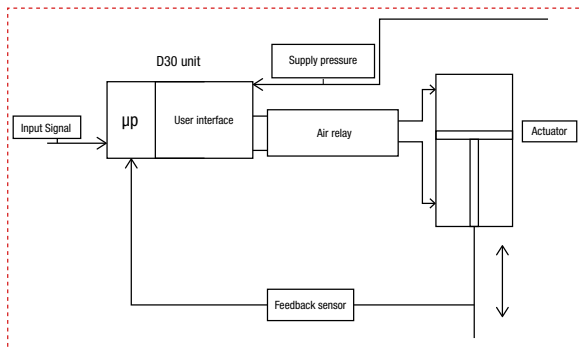 D30 unit
Supply pressure
Input Signal
μp
User interface
Air relay
Actuator
Feedback sensor